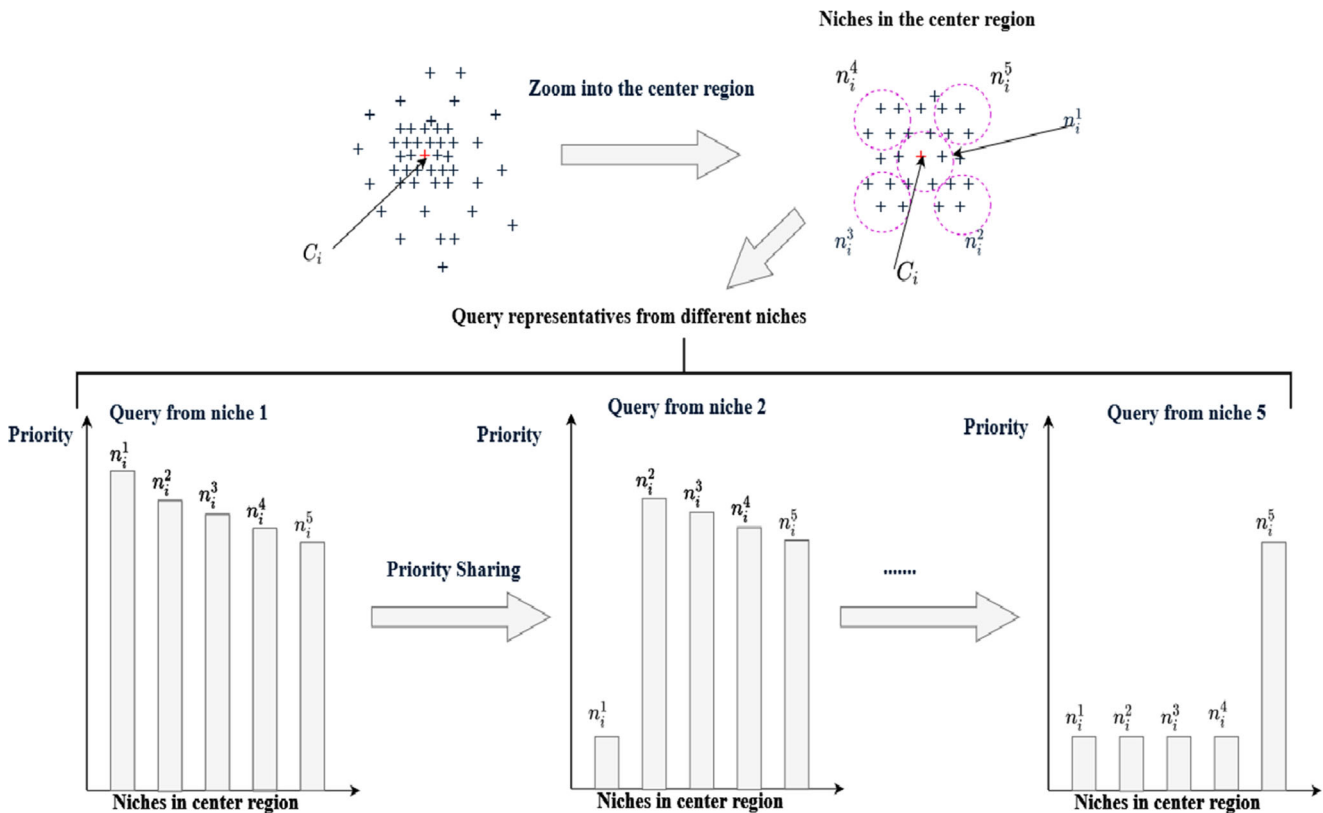 Niches in the center region
Zoom into the center region
$n_i^4$
$n_i^5$
$n_i^1$
$C_i$
$n_i^3$
$n_i^2$
$C_i$
Query representatives from different niches
Query from niche 1
Priority
$n_i^1$
$n_i^2$
$n_i^3$
$n_i^4$
$n_i^5$
Niches in center region
Priority Sharing
Query from niche 2
Priority
$n_i^1$
$n_i^2$
$n_i^3$
$n_i^4$
$n_i^5$
Niches in center region
.......
Query from niche 5
Priority
$n_i^1$
$n_i^2$
$n_i^3$
$n_i^4$
$n_i^5$
Niches in center region